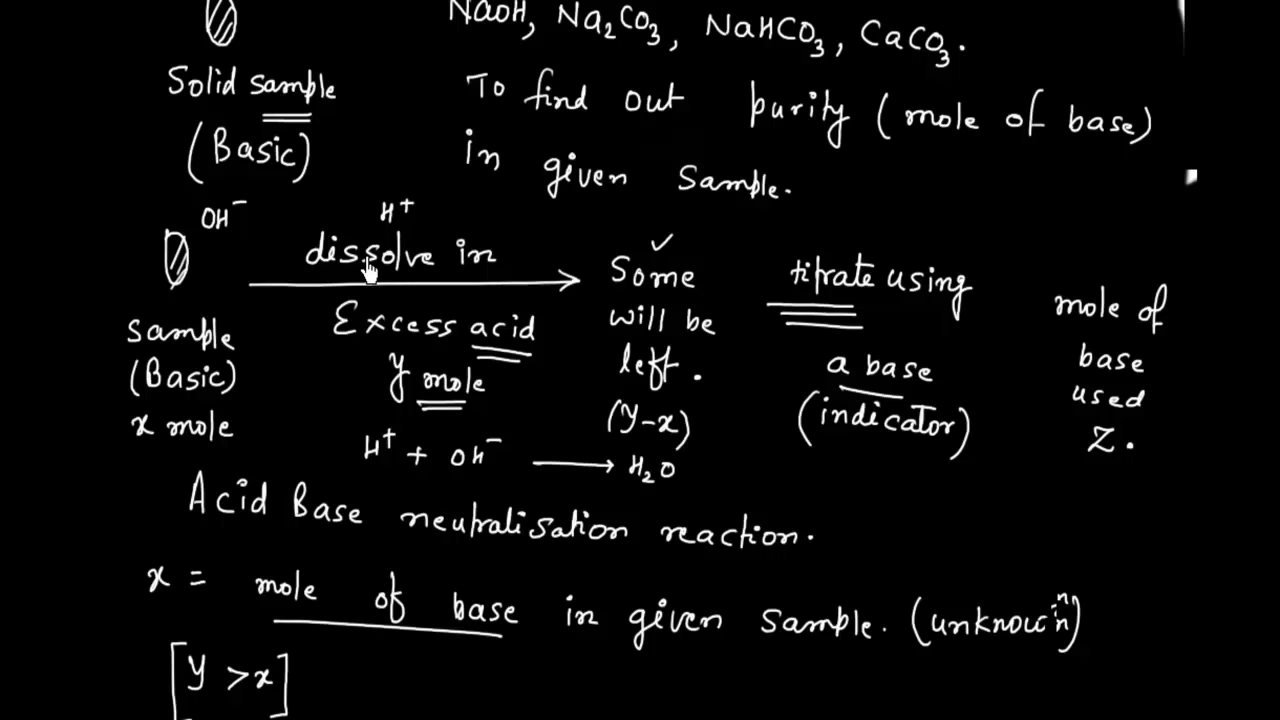 NaOH, Na2CO3, NaHCO3, CaCO3.
Solid sample
(Basic)
To find out purity (mole of base)
in given sample.
OH⁻
H⁺
dissolve in
Excess acid
Y mole
sample
(Basic)
x mole
Some
will be
left.
(Y-x)
titrate using
a base
(indicator)
mole of
base
used
Z.
H⁺ + OH⁻ → H2O
Acid Base neutralisation reaction.
x = mole of base in given sample. (unknown)
[Y > x]